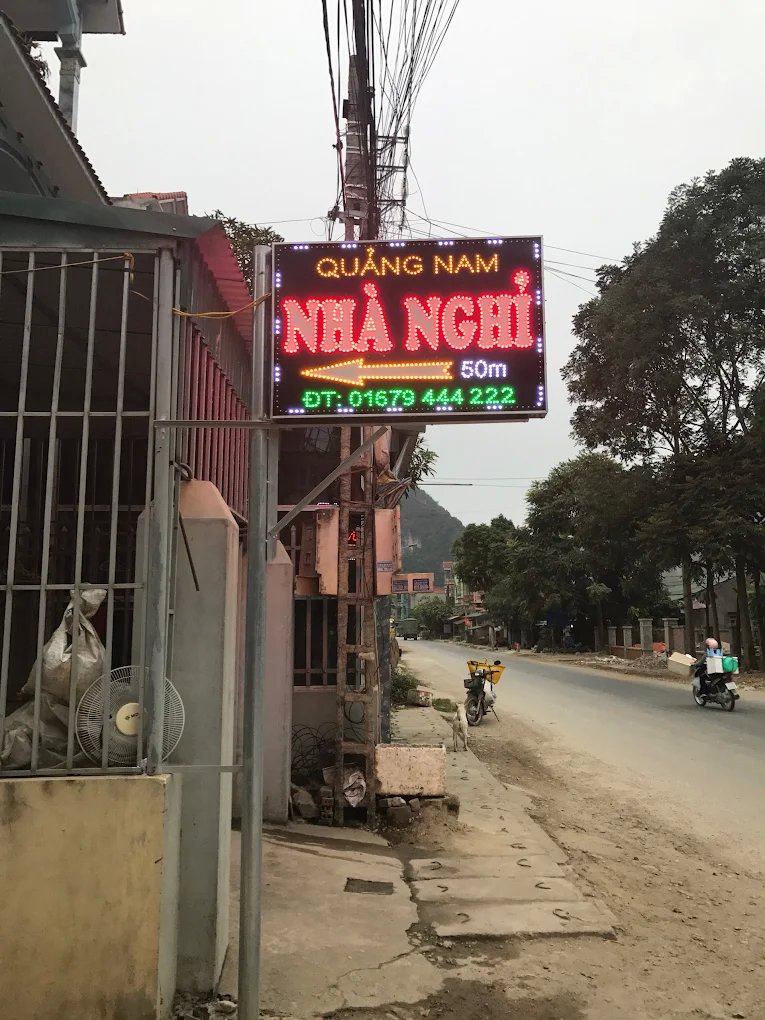 QUẢNG NAM
NHÀ NGHỈ
50m
ĐT: 01679 444 222